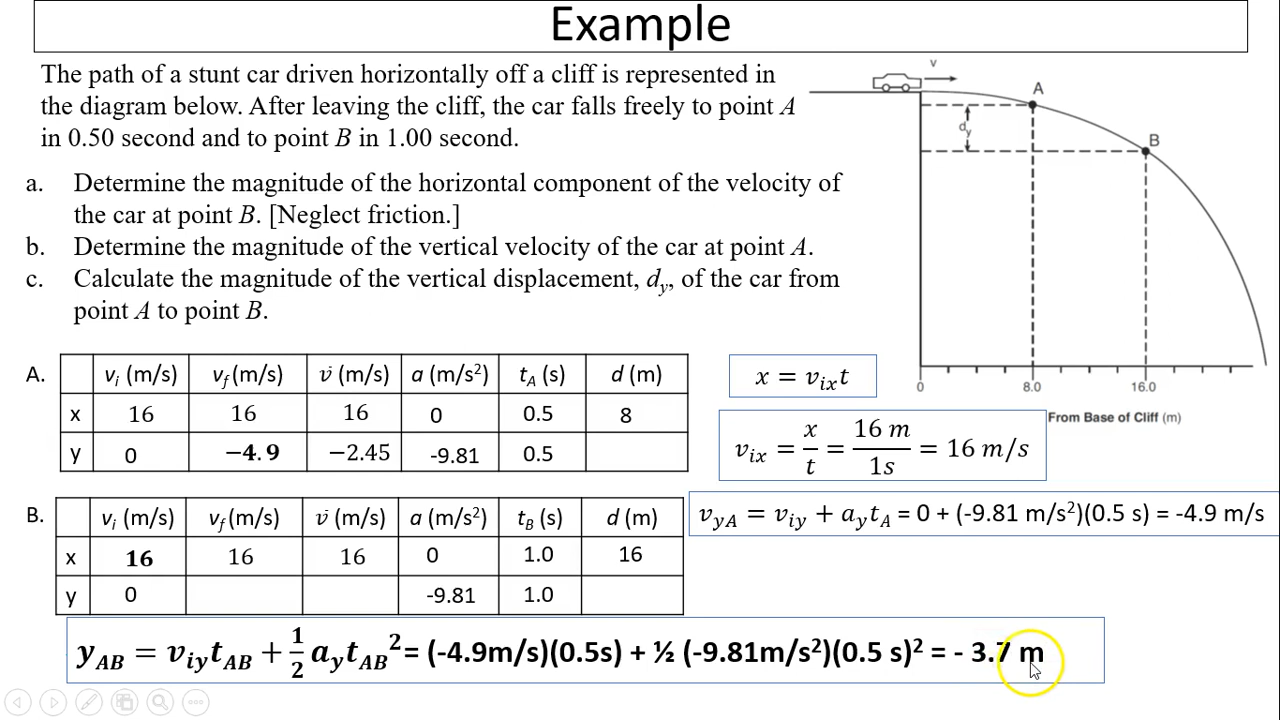 Example
The path of a stunt car driven horizontally off a cliff is represented in
the diagram below. After leaving the cliff, the car falls freely to point A
in 0.50 second and to point B in 1.00 second.
a. Determine the magnitude of the horizontal component of the velocity of
the car at point B. [Neglect friction.]
b. Determine the magnitude of the vertical velocity of the car at point A.
c. Calculate the magnitude of the vertical displacement, dy, of the car from
point A to point B.
v
A
B
dy
0 8.0 16.0
From Base of Cliff (m)
A.
vi (m/s) vf (m/s) v̄ (m/s) a (m/s²) tA (s) d (m)
x 16 16 16 0 0.5 8
y 0 −4.9 −2.45 -9.81 0.5
x = vixt
vix = x/t = 16 m/1s = 16 m/s
B.
vi (m/s) vf (m/s) v̄ (m/s) a (m/s²) tB (s) d (m)
x 16 16 16 0 1.0 16
y 0 -9.81 1.0
vyA = viy + aytA = 0 + (-9.81 m/s²)(0.5 s) = -4.9 m/s
yAB = viytAB + 1/2 aytAB² = (-4.9m/s)(0.5s) + ½ (-9.81m/s²)(0.5 s)² = - 3.7 m